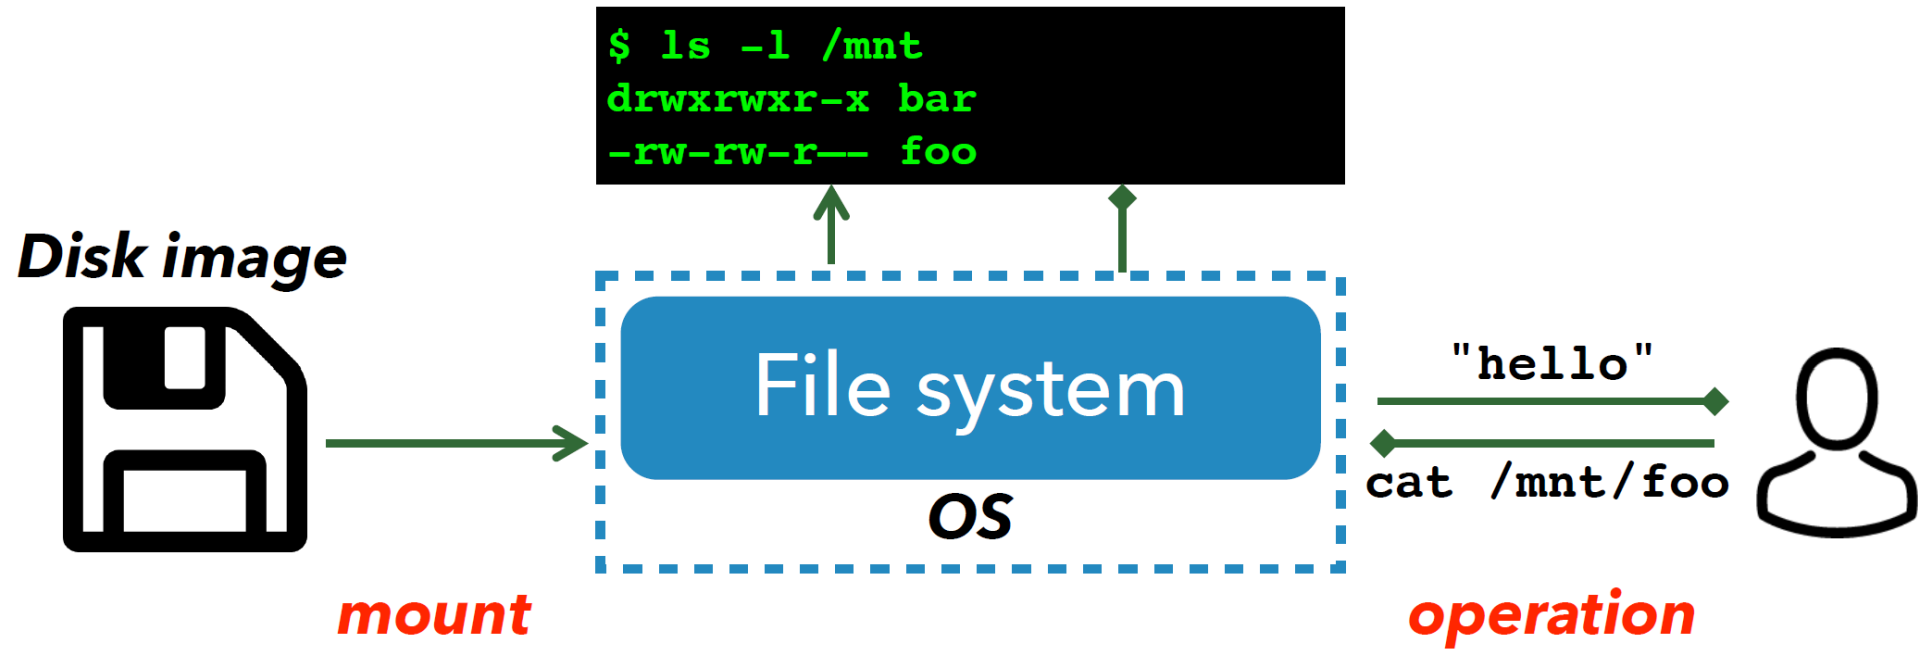 $ ls -l /mnt
drwxrwxr-x bar
-rw-rw-r-- foo
Disk image
File system
OS
"hello"
cat /mnt/foo
mount
operation